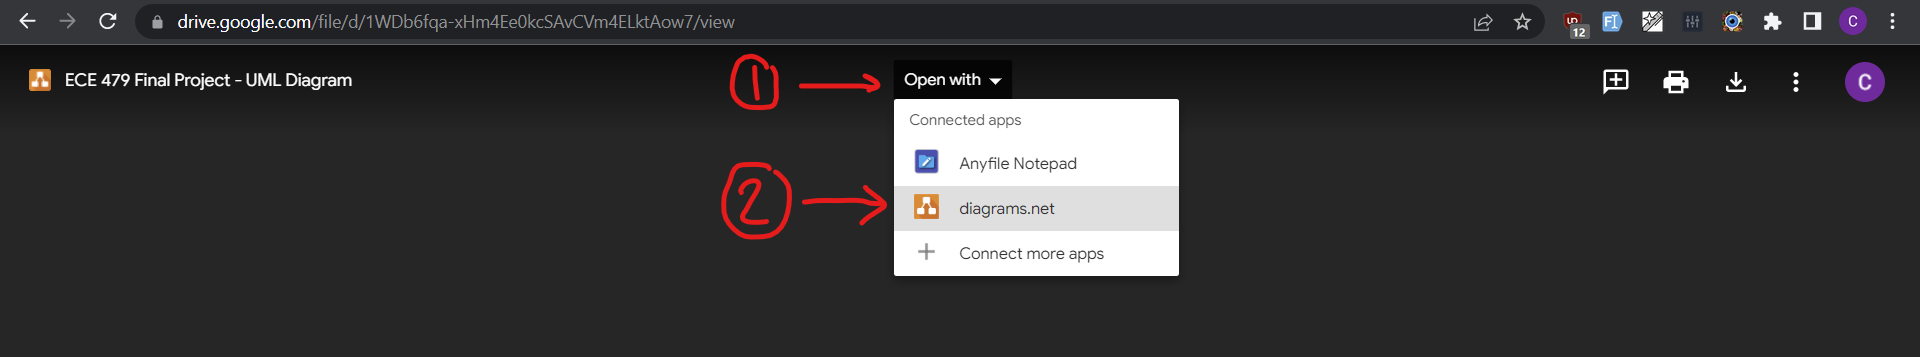 drive.google.com/file/d/1WDb6fqa-xHm4Ee0kcSAvCVm4ELktAow7/view
12
C
ECE 479 Final Project - UML Diagram
1
Open with
C
Connected apps
Anyfile Notepad
2
diagrams.net
Connect more apps